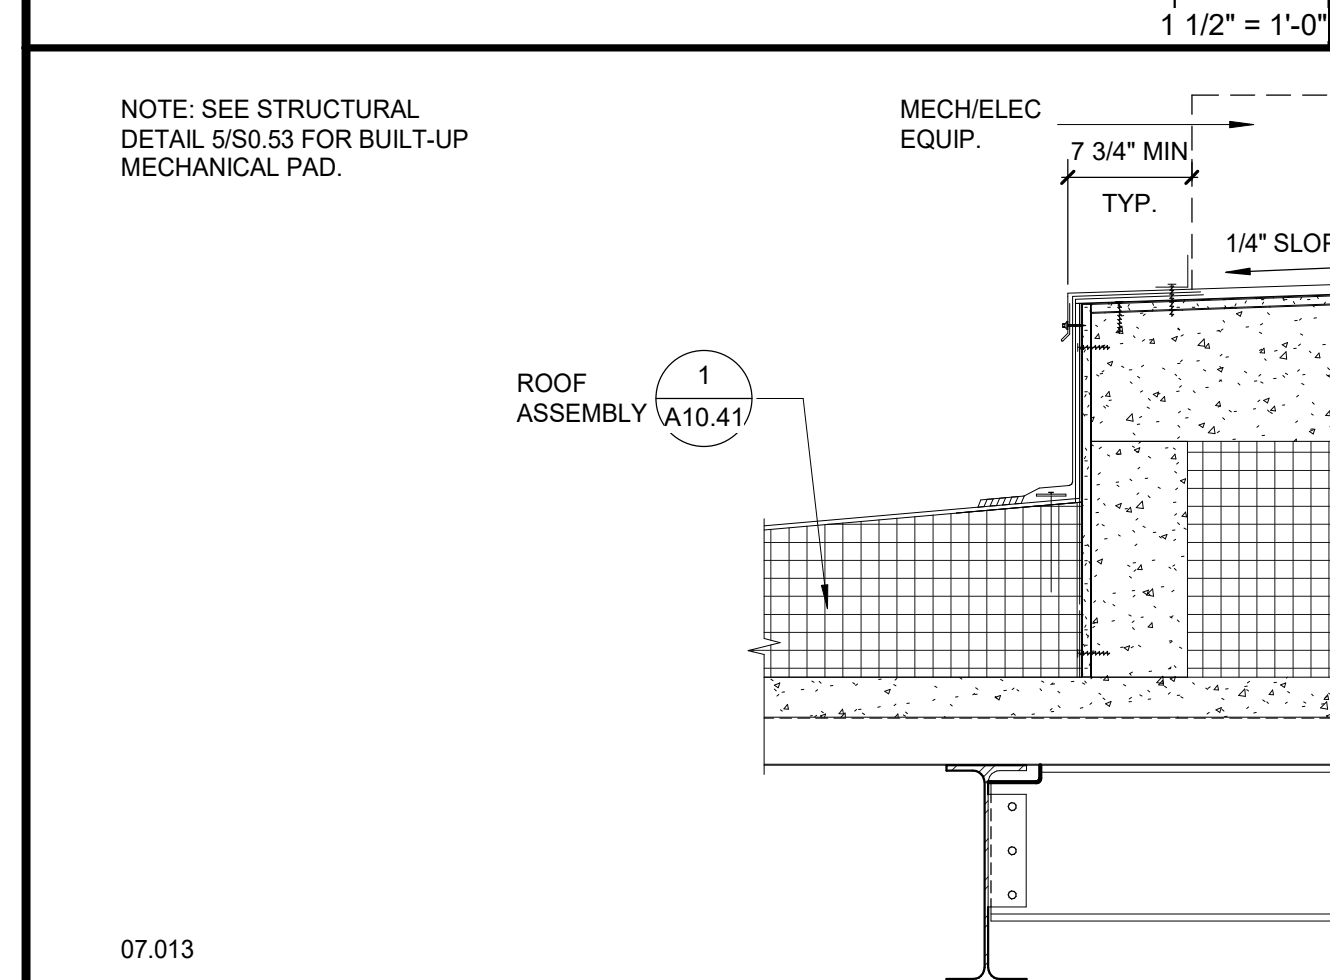 1 1/2" = 1'-0"
NOTE: SEE STRUCTURAL
DETAIL 5/S0.53 FOR BUILT-UP
MECHANICAL PAD.
MECH/ELEC
EQUIP.
7 3/4" MIN
TYP.
1/4" SLOP
ROOF
ASSEMBLY
1
A10.41
07.013